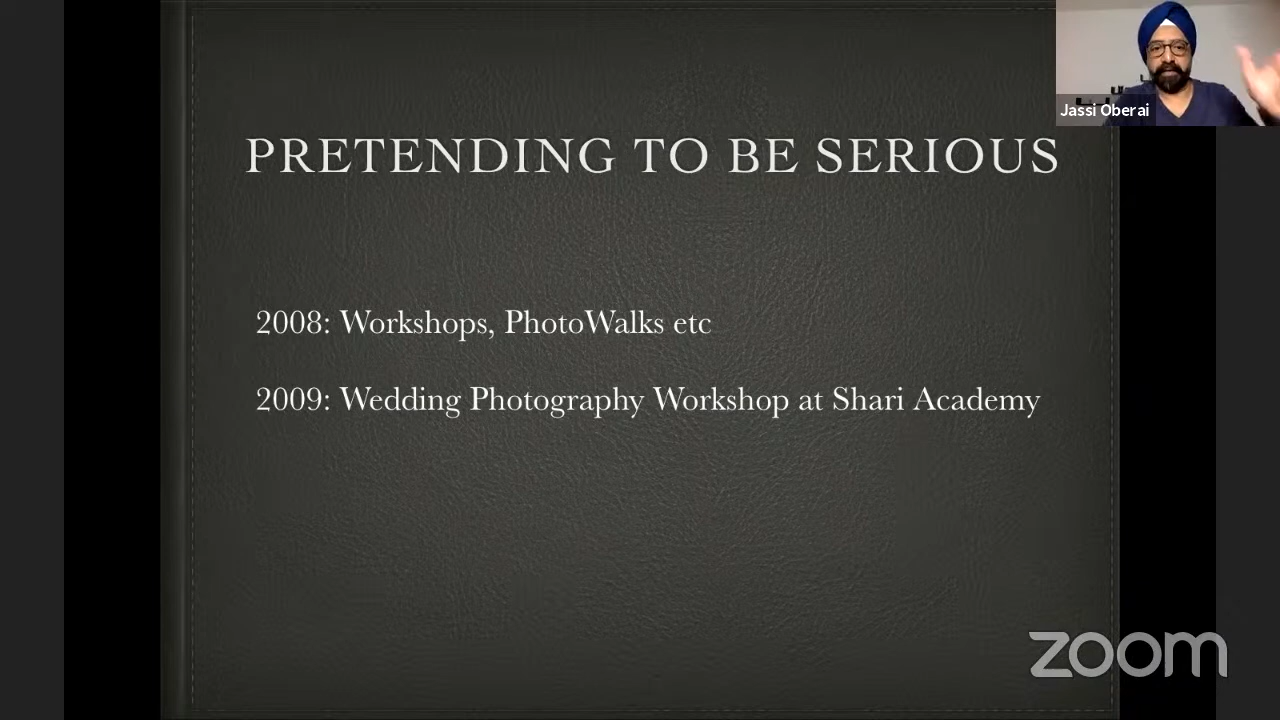 PRETENDING TO BE SERIOUS
Jassi Oberai
2008: Workshops, PhotoWalks etc
2009: Wedding Photography Workshop at Shari Academy
zoom